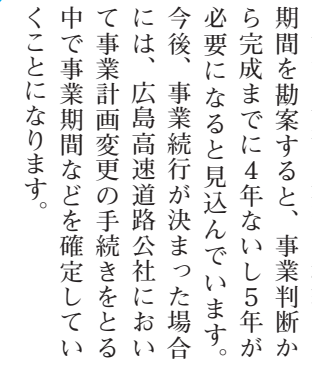 期間を勘案すると、事業判断か
ら完成までに4年ないし5年が
必要になると見込んでいます。
今後、事業続行が決まった場合
には、広島高速道路公社におい
て事業計画変更の手続きをとる
中で事業期間などを確定してい
くことになります。